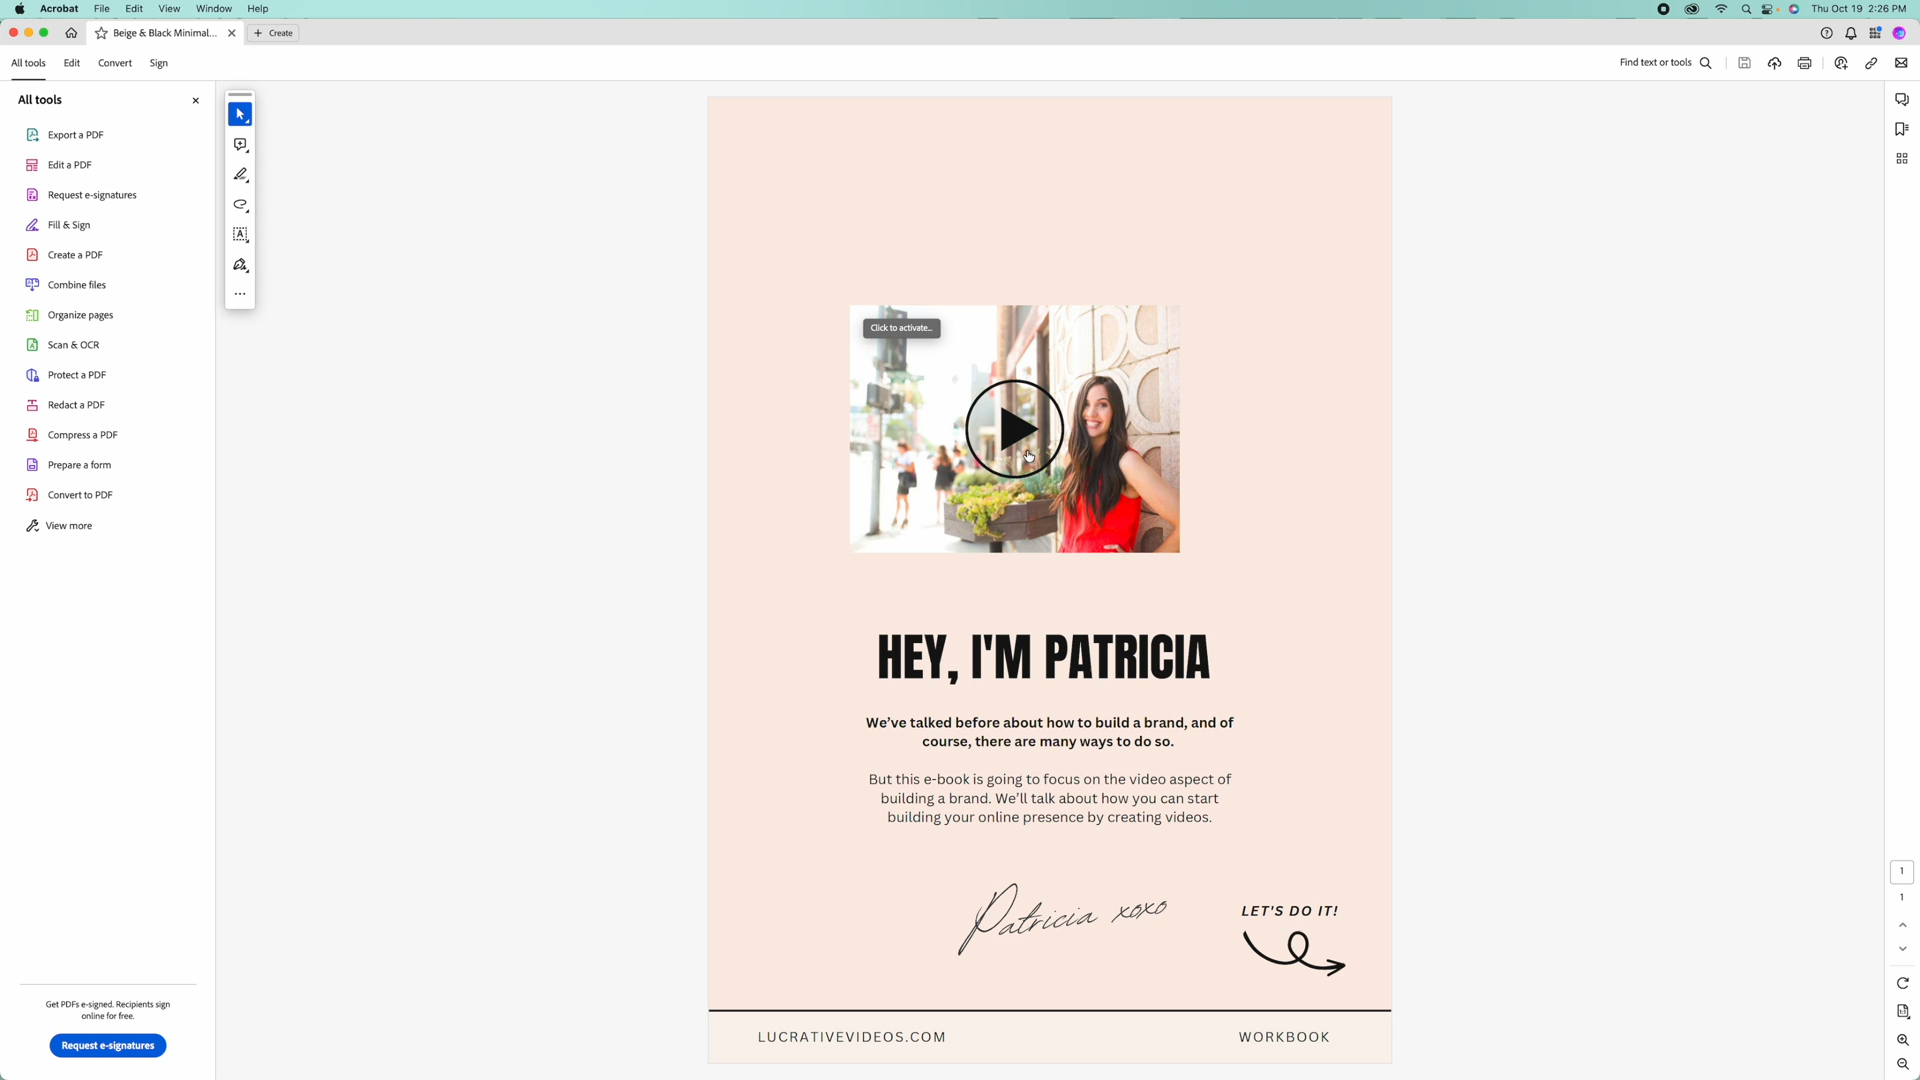 Acrobat File Edit View Window Help
Thu Oct 19 2:26 PM
Beige & Black Minimal...
Create
All tools Edit Convert Sign
Find text or tools
All tools
Export a PDF
Edit a PDF
Request e-signatures
Fill & Sign
Create a PDF
Combine files
Organize pages
Scan & OCR
Protect a PDF
Redact a PDF
Compress a PDF
Prepare a form
Convert to PDF
View more
Get PDFs e-signed. Recipients sign
online for free.
Request e-signatures
Click to activate...
HEY, I'M PATRICIA
We've talked before about how to build a brand, and of
course, there are many ways to do so.
But this e-book is going to focus on the video aspect of
building a brand. We'll talk about how you can start
building your online presence by creating videos.
Patricia xoxo
LET'S DO IT!
LUCRATIVEVIDEOS.COM
WORKBOOK
1
1